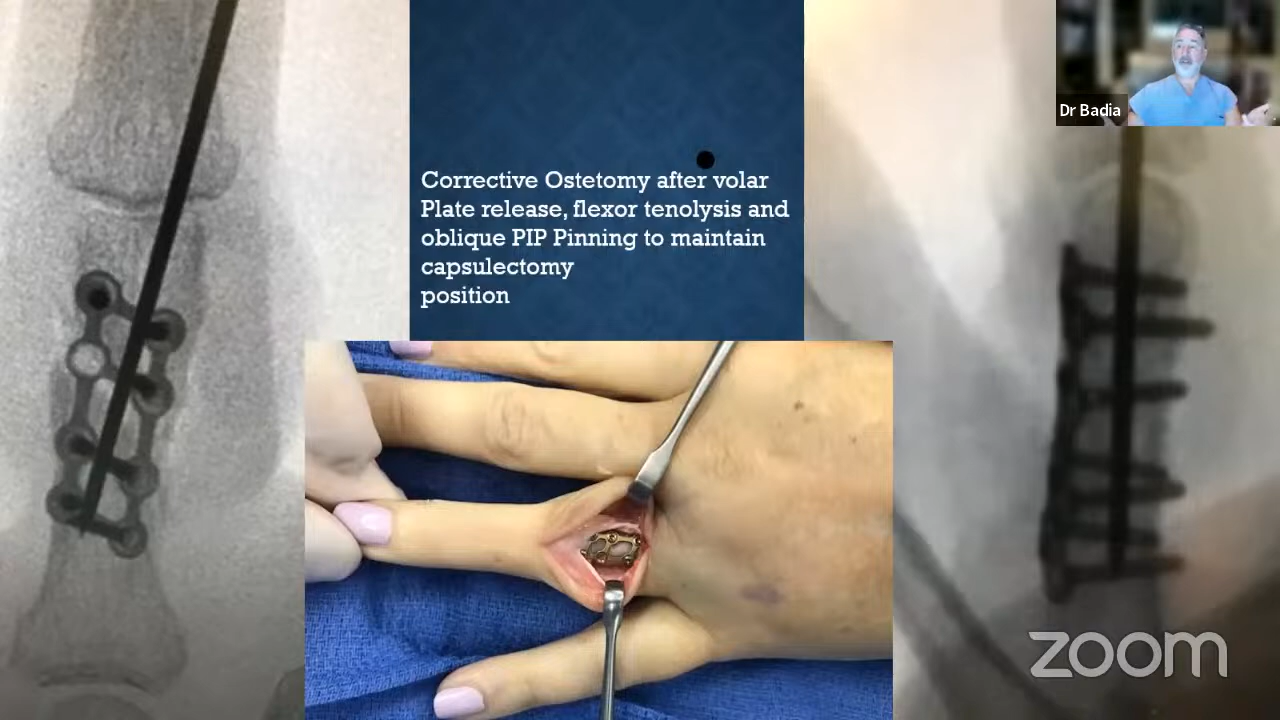 Dr Badia
Corrective Ostetomy after volar
Plate release, flexor tenolysis and
oblique PIP Pinning to maintain
capsulectomy
position
zoom